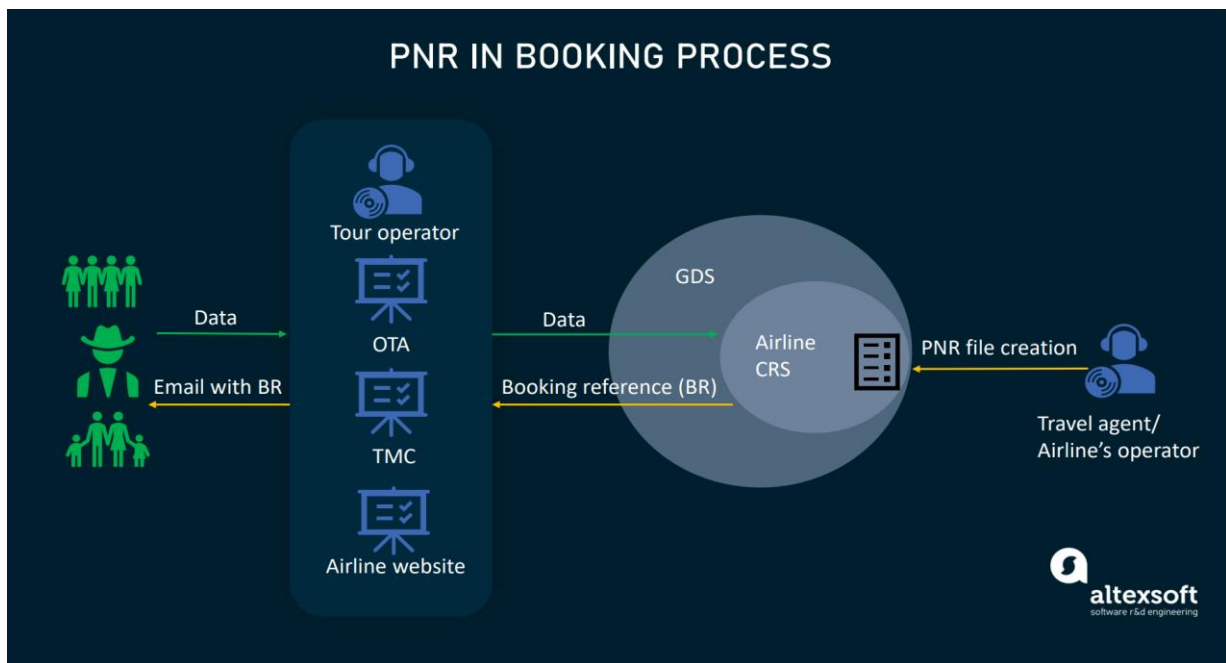 PNR IN BOOKING PROCESS
Tour operator
OTA
TMC
Airline website
Data
Email with BR
Data
Booking reference (BR)
GDS
Airline
CRS
PNR file creation
Travel agent/
Airline's operator
altexsoft
software r&d engineering